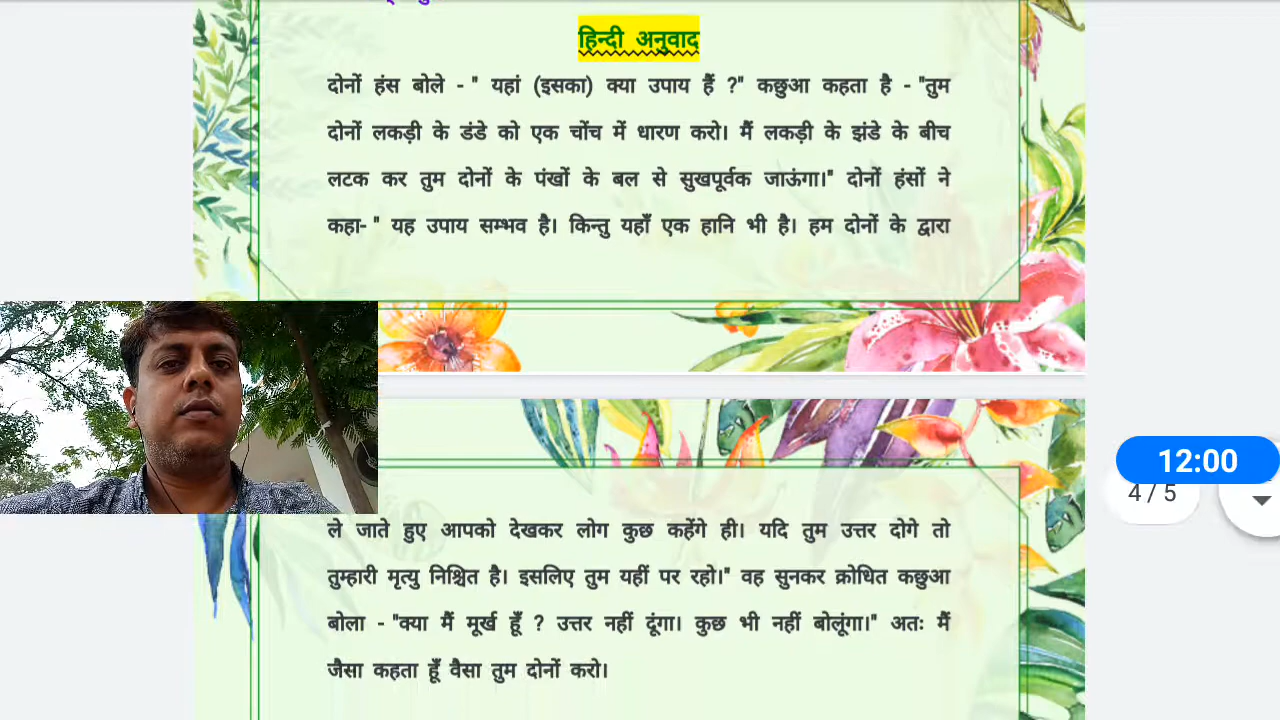 हिन्दी अनुवाद
दोनों हंस बोले - " यहां (इसका) क्या उपाय हैं ?" कछुआ कहता है - "तुम
दोनों लकड़ी के डंडे को एक चोंच में धारण करो। मैं लकड़ी के झंडे के बीच
लटक कर तुम दोनों के पंखों के बल से सुखपूर्वक जाऊंगा।" दोनों हंसों ने
कहा- " यह उपाय सम्भव है। किन्तु यहाँ एक हानि भी है। हम दोनों के द्वारा
ले जाते हुए आपको देखकर लोग कुछ कहेंगे ही। यदि तुम उत्तर दोगे तो
तुम्हारी मृत्यु निश्चित है। इसलिए तुम यहीं पर रहो।" वह सुनकर क्रोधित कछुआ
बोला - "क्या मैं मूर्ख हूँ ? उत्तर नहीं दूंगा। कुछ भी नहीं बोलूंगा।" अतः मैं
जैसा कहता हूँ वैसा तुम दोनों करो।
12:00
4 / 5